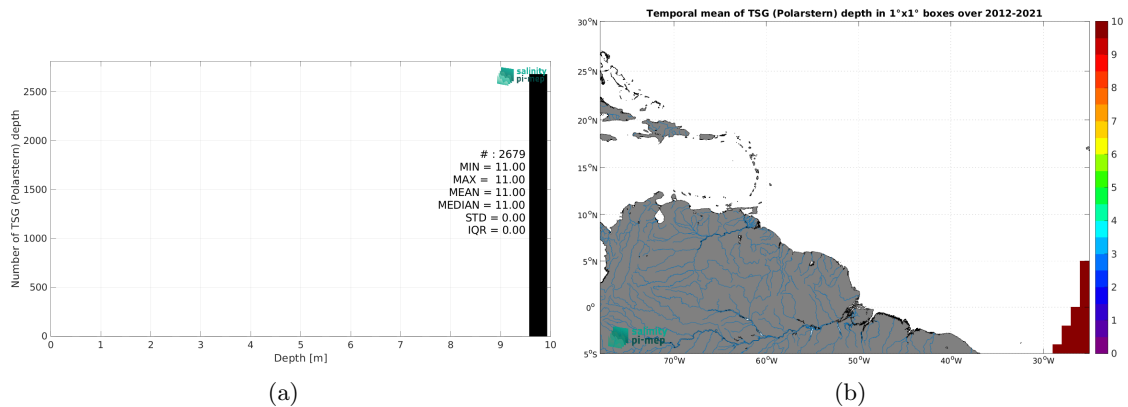 salinity
pi-mep
Number of TSG (Polarstern) depth
2500
2000
1500
1000
500
0
# : 2679
MIN = 11.00
MAX = 11.00
MEAN = 11.00
MEDIAN = 11.00
STD = 0.00
IQR = 0.00
0 1 2 3 4 5 6 7 8 9 10
Depth [m]
(a)
Temporal mean of TSG (Polarstern) depth in 1°x1° boxes over 2012-2021
30°N
25°N
20°N
15°N
10°N
5°N
0°
5°S
70°W 60°W 50°W 40°W 30°W
salinity
pi-mep
10
9
8
7
6
5
4
3
2
1
0
(b)